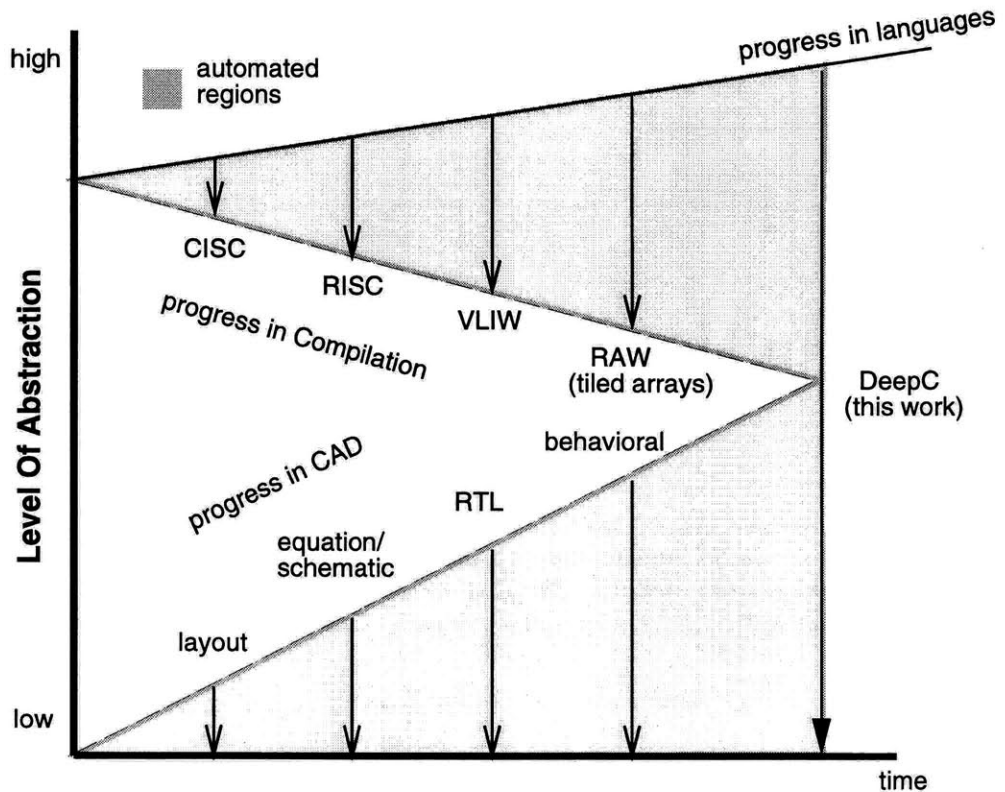 progress in languages
high
automated
regions
CISC
RISC
VLIW
RAW
(tiled arrays)
progress in Compilation
DeepC
(this work)
Level Of Abstraction
behavioral
progress in CAD
RTL
equation/
schematic
layout
low
time